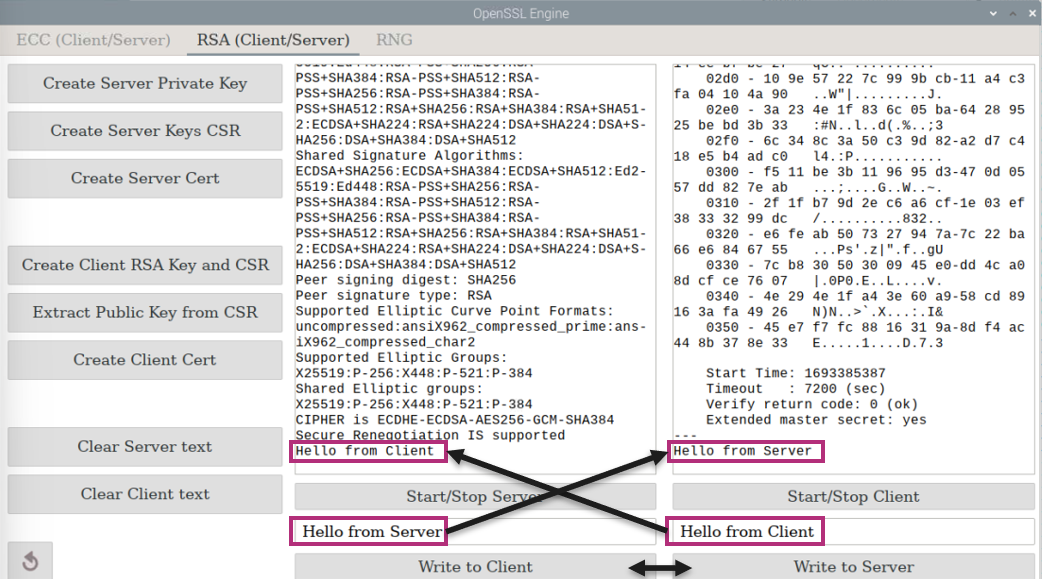 OpenSSL Engine
ECC (Client/Server) RSA (Client/Server) RNG
Create Server Private Key
Create Server Keys CSR
Create Server Cert
Create Client RSA Key and CSR
Extract Public Key from CSR
Create Client Cert
Clear Server text
Clear Client text
PSS+SHA384:RSA-PSS+SHA512:RSA-
PSS+SHA256:RSA-PSS+SHA384:RSA-
PSS+SHA512:RSA+SHA256:RSA+SHA384:RSA+SHA51-
2:ECDSA+SHA224:RSA+SHA224:DSA+SHA224:DSA+S-
HA256:DSA+SHA384:DSA+SHA512
Shared Signature Algorithms:
ECDSA+SHA256:ECDSA+SHA384:ECDSA+SHA512:Ed2-
5519:Ed448:RSA-PSS+SHA256:RSA-
PSS+SHA384:RSA-PSS+SHA512:RSA-
PSS+SHA256:RSA-PSS+SHA384:RSA-
PSS+SHA512:RSA+SHA256:RSA+SHA384:RSA+SHA51-
2:ECDSA+SHA224:RSA+SHA224:DSA+SHA224:DSA+S-
HA256:DSA+SHA384:DSA+SHA512
Peer signing digest: SHA256
Peer signature type: RSA
Supported Elliptic Curve Point Formats:
uncompressed:ansiX962_compressed_prime:ans-
iX962_compressed_char2
Supported Elliptic Groups:
X25519:P-256:X448:P-521:P-384
Shared Elliptic groups:
X25519:P-256:X448:P-521:P-384
CIPHER is ECDHE-ECDSA-AES256-GCM-SHA384
Secure Renegotiation IS supported
Hello from Client
Start/Stop Server
Hello from Server
Write to Client
02d0 - 10 9e 57 22 7c 99 9b cb-11 a4 c3
fa 04 10 4a 90 ..W"|.........J.
02e0 - 3a 23 4e 1f 83 6c 05 ba-64 28 95
25 be bd 3b 33 :#N..l..d(.%..;3
02f0 - 6c 34 8c 3a 50 c3 9d 82-a2 d7 c4
18 e5 b4 ad c0 l4.:P...........
0300 - f5 11 be 3b 11 96 95 d3-47 0d 05
57 dd 82 7e ab ...;....G..W..~.
0310 - 2f 1f b7 9d 2e c6 a6 cf-1e 03 ef
38 33 32 99 dc /..........832..
0320 - e6 fe ab 50 73 27 94 7a-7c 22 ba
66 e6 84 67 55 ...Ps'.z|".f..gU
0330 - 7c b8 30 50 30 09 45 e0-dd 4c a0
8d cf ce 76 07 |.0P0.E..L....v.
0340 - 4e 29 4e 1f a4 3e 60 a9-58 cd 89
16 3a fa 49 26 N)N..>`.X...:.I&
0350 - 45 e7 f7 fc 88 16 31 9a-8d f4 ac
44 8b 37 8e 33 E.....1....D.7.3
Start Time: 1693385387
Timeout : 7200 (sec)
Verify return code: 0 (ok)
Extended master secret: yes
---
Hello from Server
Start/Stop Client
Hello from Client
Write to Server